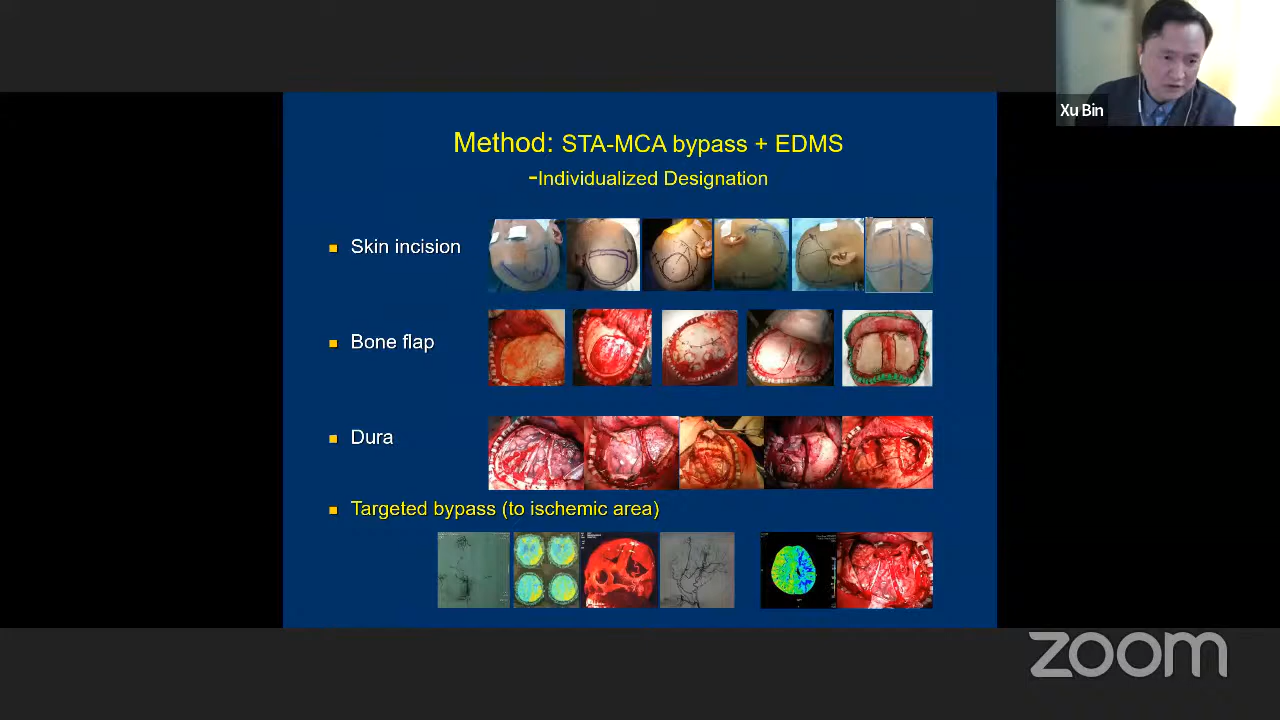 Xu Bin
Method: STA-MCA bypass + EDMS
-Individualized Designation
Skin incision
Bone flap
Dura
Targeted bypass (to ischemic area)
zoom